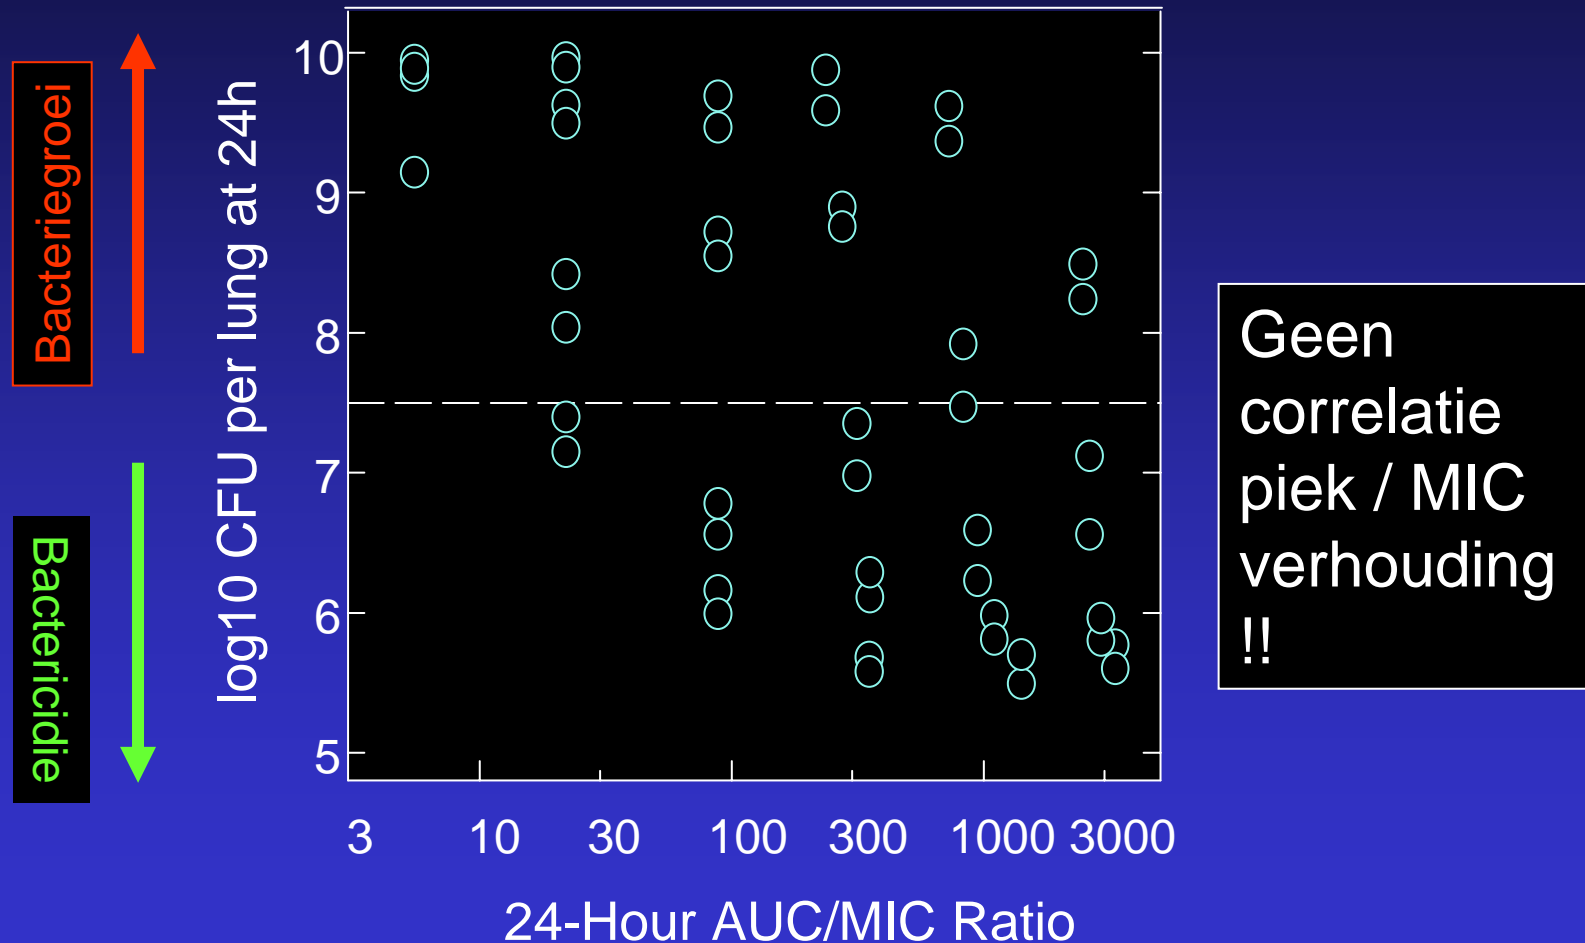 Bacteriegroei
Bactericidie
log10 CFU per lung at 24h
10
9
8
7
6
5
3 10 30 100 300 1000 3000
24-Hour AUC/MIC Ratio
Geen
correlatie
piek / MIC
verhouding
!!